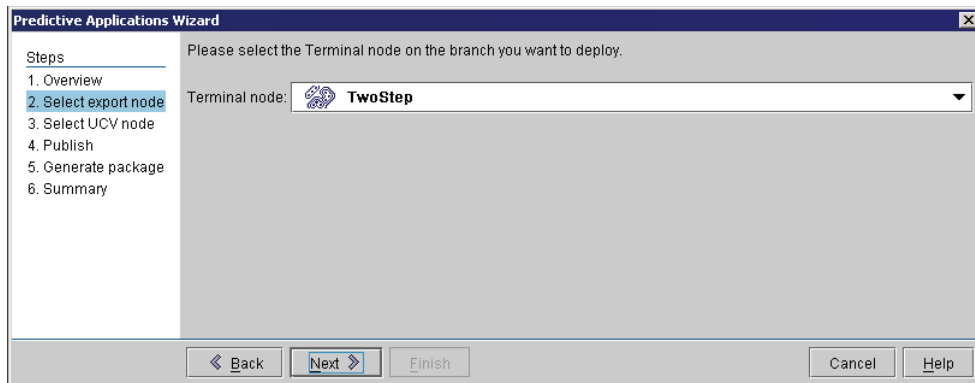 Predictive Applications Wizard
Steps
1. Overview
2. Select export node
3. Select UCV node
4. Publish
5. Generate package
6. Summary
Please select the Terminal node on the branch you want to deploy.
Terminal node: TwoStep
Back Next Finish Cancel Help